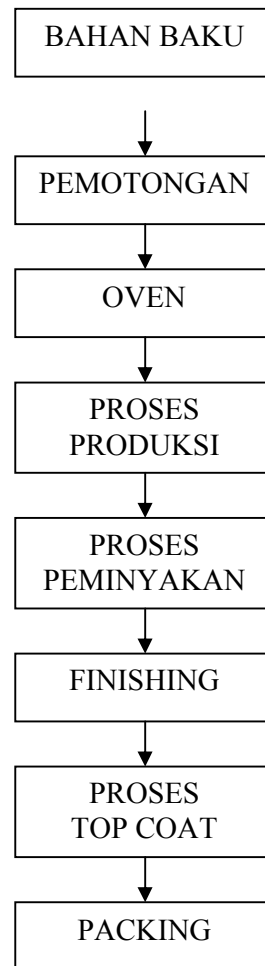 BAHAN BAKU
PEMOTONGAN
OVEN
PROSES
PRODUKSI
PROSES
PEMINYAKAN
FINISHING
PROSES
TOP COAT
PACKING